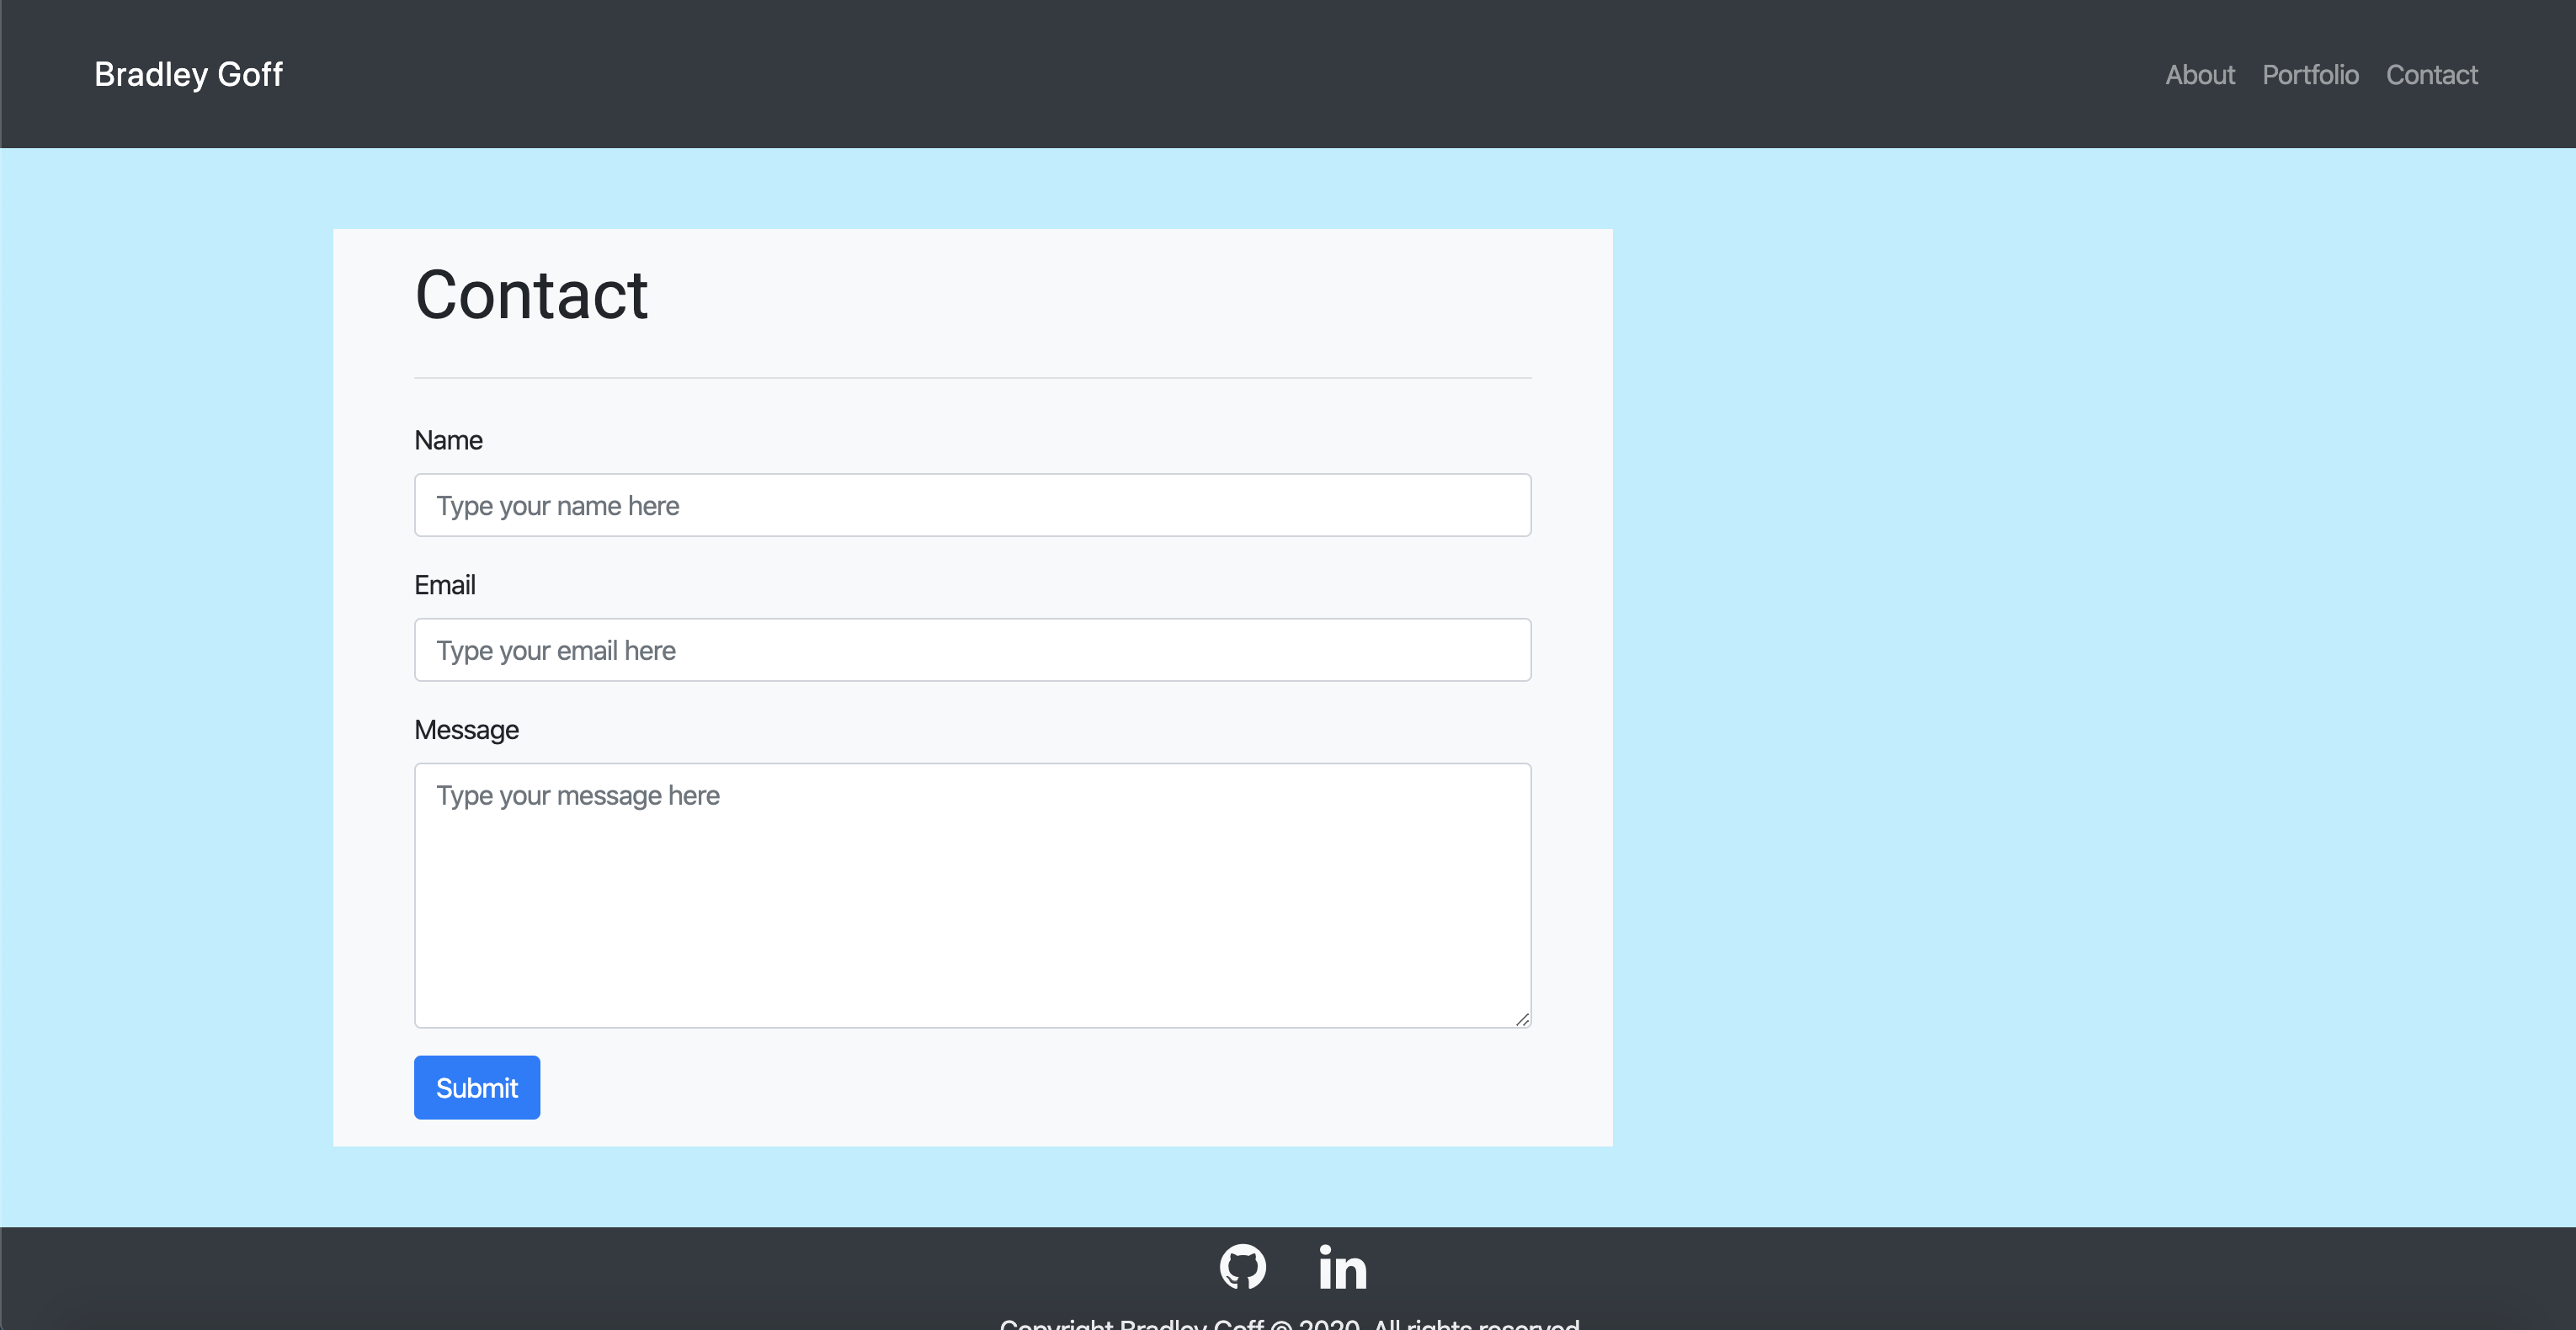 Bradley Goff
About Portfolio Contact
Contact
Name
Type your name here
Email
Type your email here
Message
Type your message here
Submit
in
Copyright Bradley Goff © 2020. All rights reserved